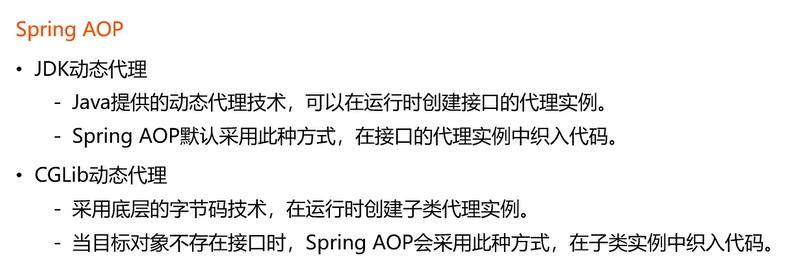 Spring AOP
• JDK动态代理
- Java提供的动态代理技术，可以在运行时创建接口的代理实例。
- Spring AOP默认采用此种方式，在接口的代理实例中织入代码。
• CGLib动态代理
- 采用底层的字节码技术，在运行时创建子类代理实例。
- 当目标对象不存在接口时，Spring AOP会采用此种方式，在子类实例中织入代码。